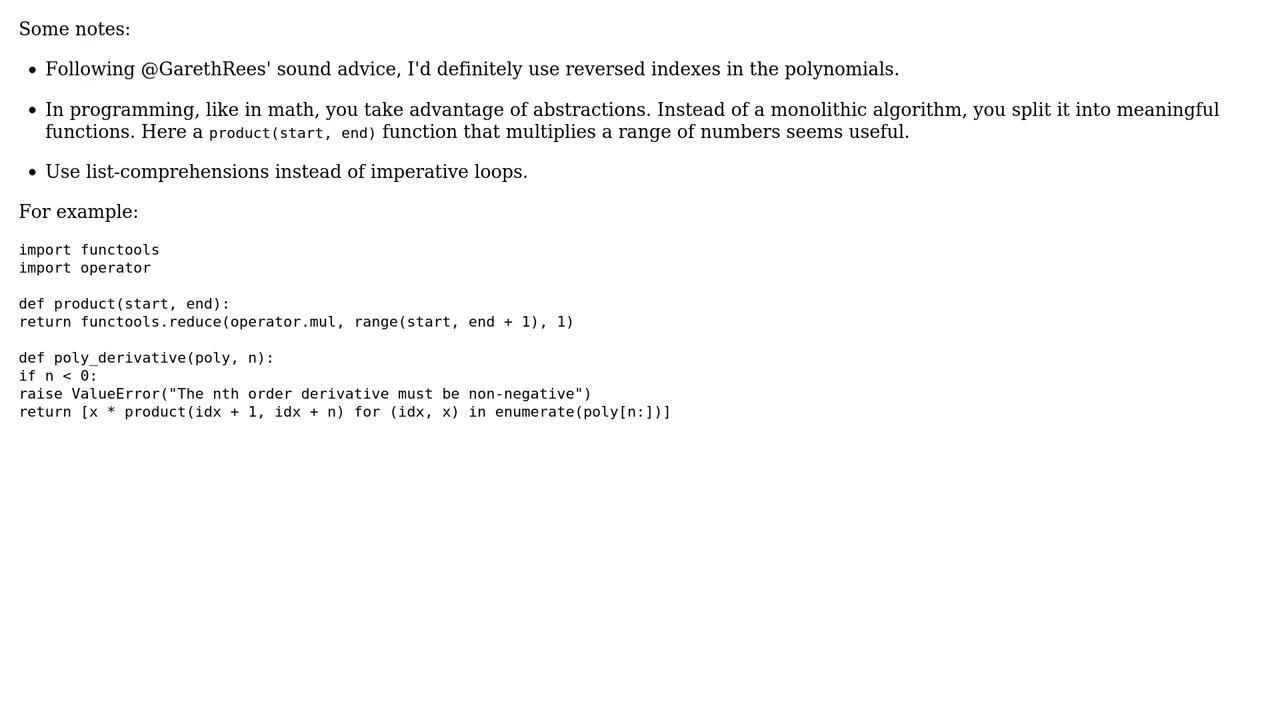 Some notes:
• Following @GarethRees' sound advice, I'd definitely use reversed indexes in the polynomials.
• In programming, like in math, you take advantage of abstractions. Instead of a monolithic algorithm, you split it into meaningful
functions. Here a product(start, end) function that multiplies a range of numbers seems useful.
• Use list-comprehensions instead of imperative loops.
For example:
import functools
import operator
def product(start, end):
return functools.reduce(operator.mul, range(start, end + 1), 1)
def poly_derivative(poly, n):
if n < 0:
raise ValueError("The nth order derivative must be non-negative")
return [x * product(idx + 1, idx + n) for (idx, x) in enumerate(poly[n:])]